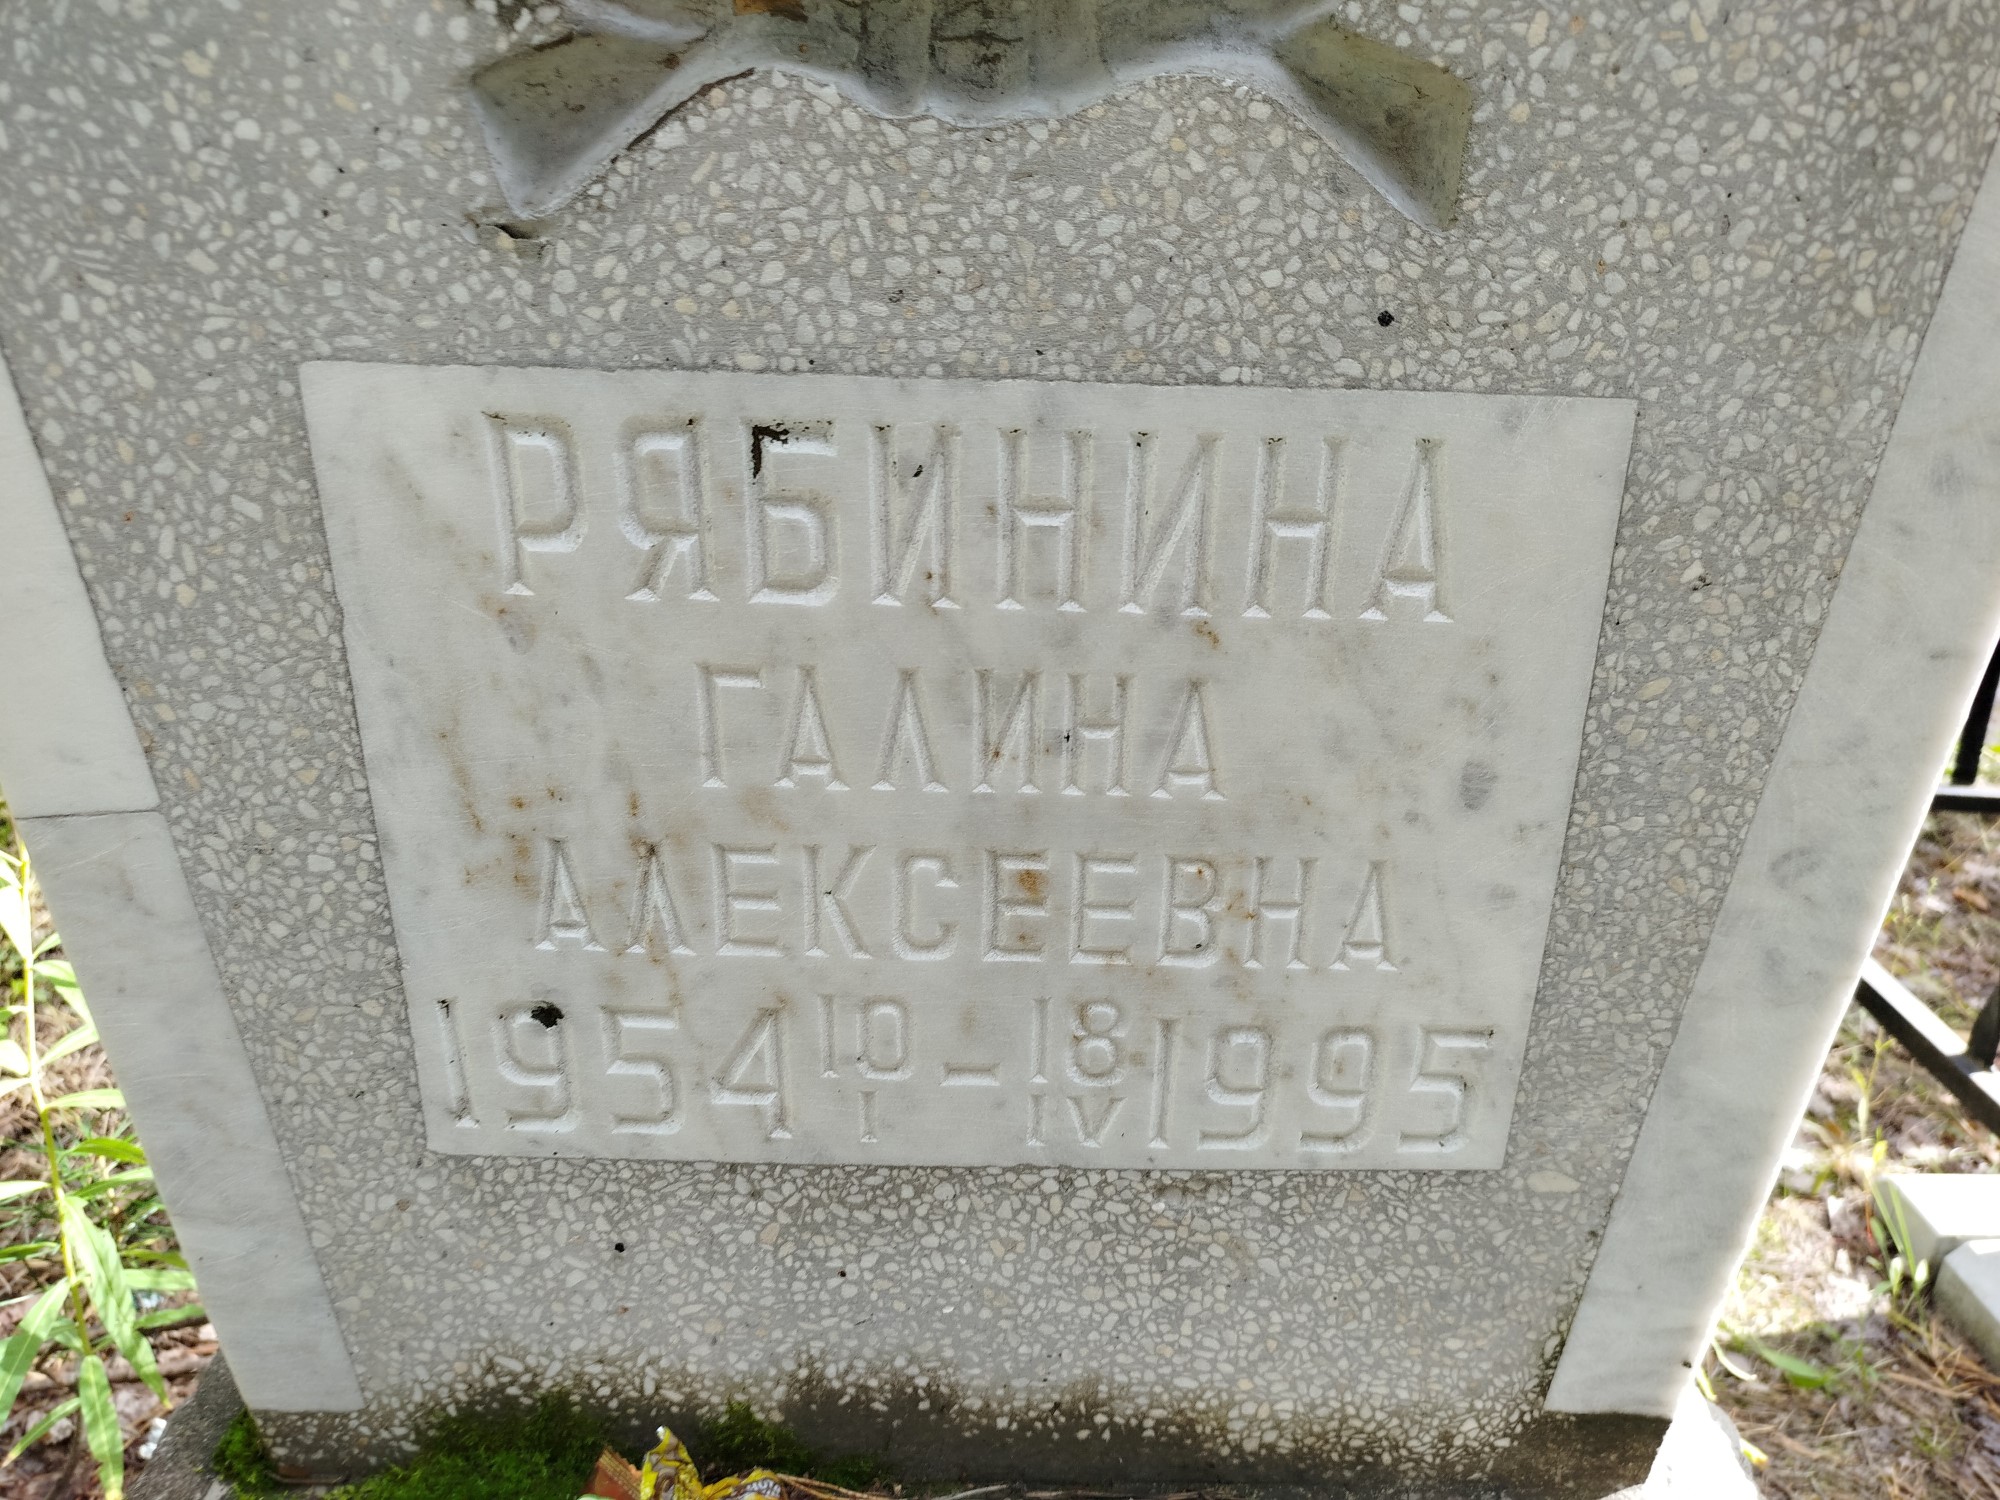 РЯБИНИНА
ГАЛИНА
АЛЕКСЕЕВНА
1954 10/I – 18/IV 1995